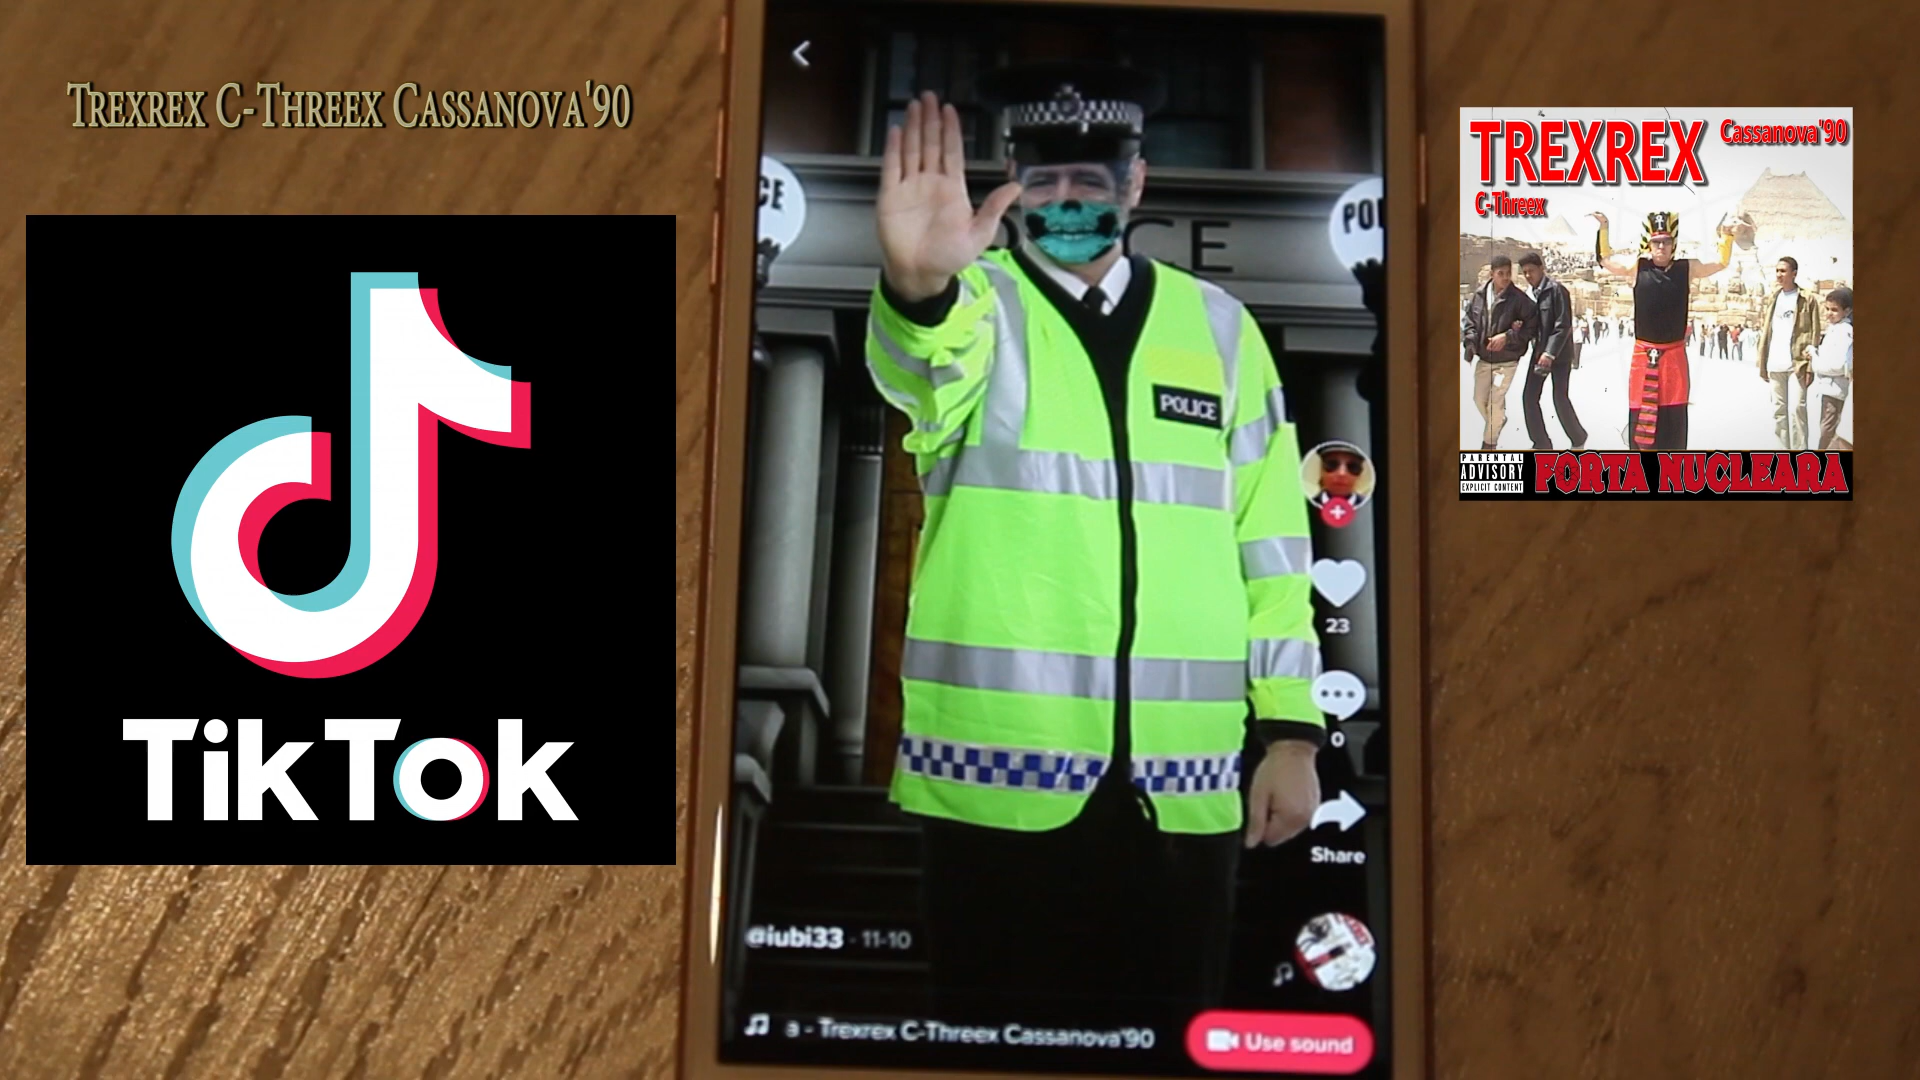 TREXREX C-THREEX CASSANOVA'90
TikTok
CE
POLICE
23
0
Share
@iubi33 · 11-10
a - Trexrex C-Threex Cassanova'90
Use sound
TREXREX
Cassanova'90
C-Threex
PARENTAL
ADVISORY
EXPLICIT CONTENT
FORTA NUCLEARA